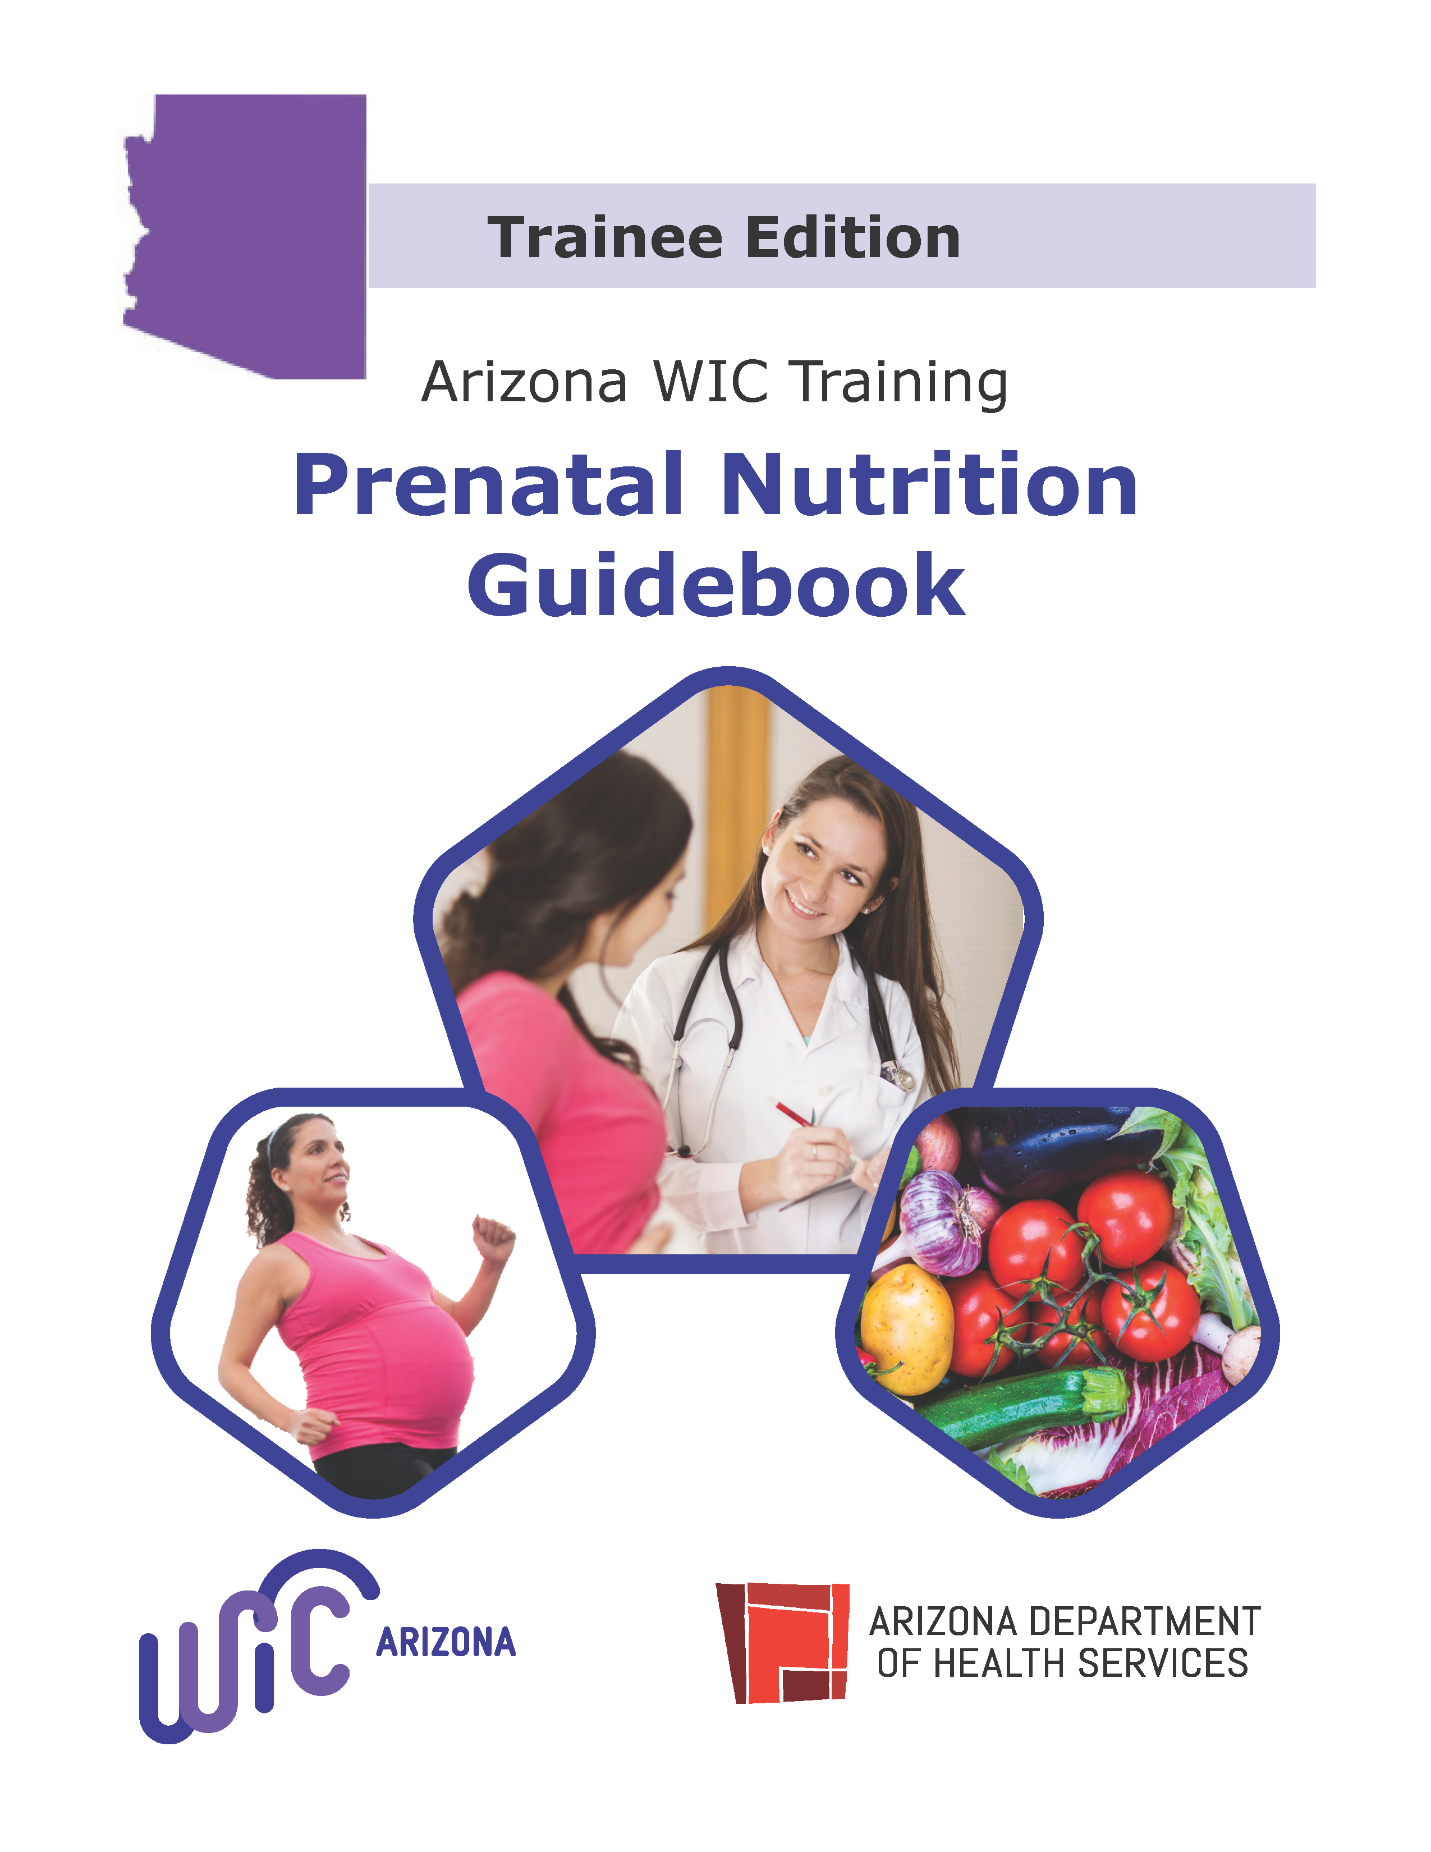 Trainee Edition
Arizona WIC Training
Prenatal Nutrition
Guidebook
WiC ARIZONA
ARIZONA DEPARTMENT
OF HEALTH SERVICES